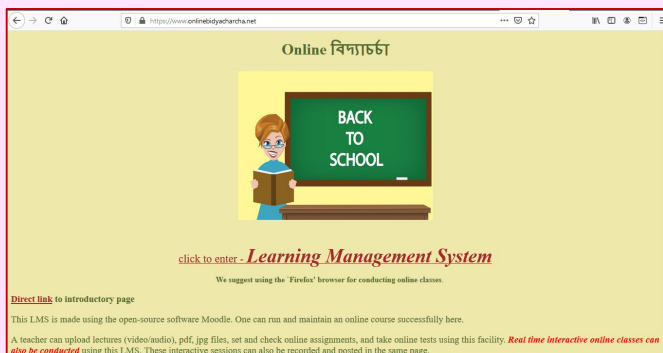 https://www.onlinebidyacharcha.net
Online বিদ্যাচর্চা
BACK
TO
SCHOOL
click to enter - Learning Management System
We suggest using the `Firefox' browser for conducting online classes.
Direct link to introductory page
This LMS is made using the open-source software Moodle. One can run and maintain an online course successfully here.
A teacher can upload lectures (video/audio), pdf, jpg files, set and check online assignments, and take online tests using this facility. Real time interactive online classes can
also be conducted using this LMS. These interactive sessions can also be recorded and posted in the same page.